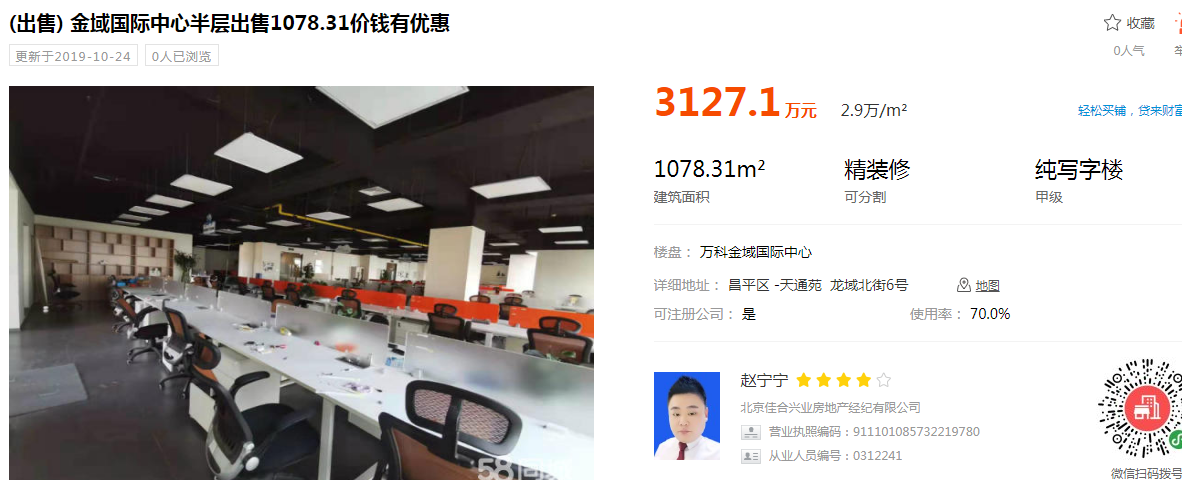 (出售) 金域国际中心半层出售1078.31价钱有优惠
收藏
更新于2019-10-24 0人已浏览
0人气
3127.1 万元 2.9万/m²
轻松买铺，贷来财富
1078.31m² 精装修 纯写字楼
建筑面积 可分割 甲级
楼盘： 万科金域国际中心
详细地址： 昌平区 -天通苑 龙域北街6号 地图
可注册公司： 是 使用率： 70.0%
赵宁宁
北京佳合兴业房地产经纪有限公司
营业执照编码：911101085732219780
从业人员编号：0312241
58同城
微信扫码拨号